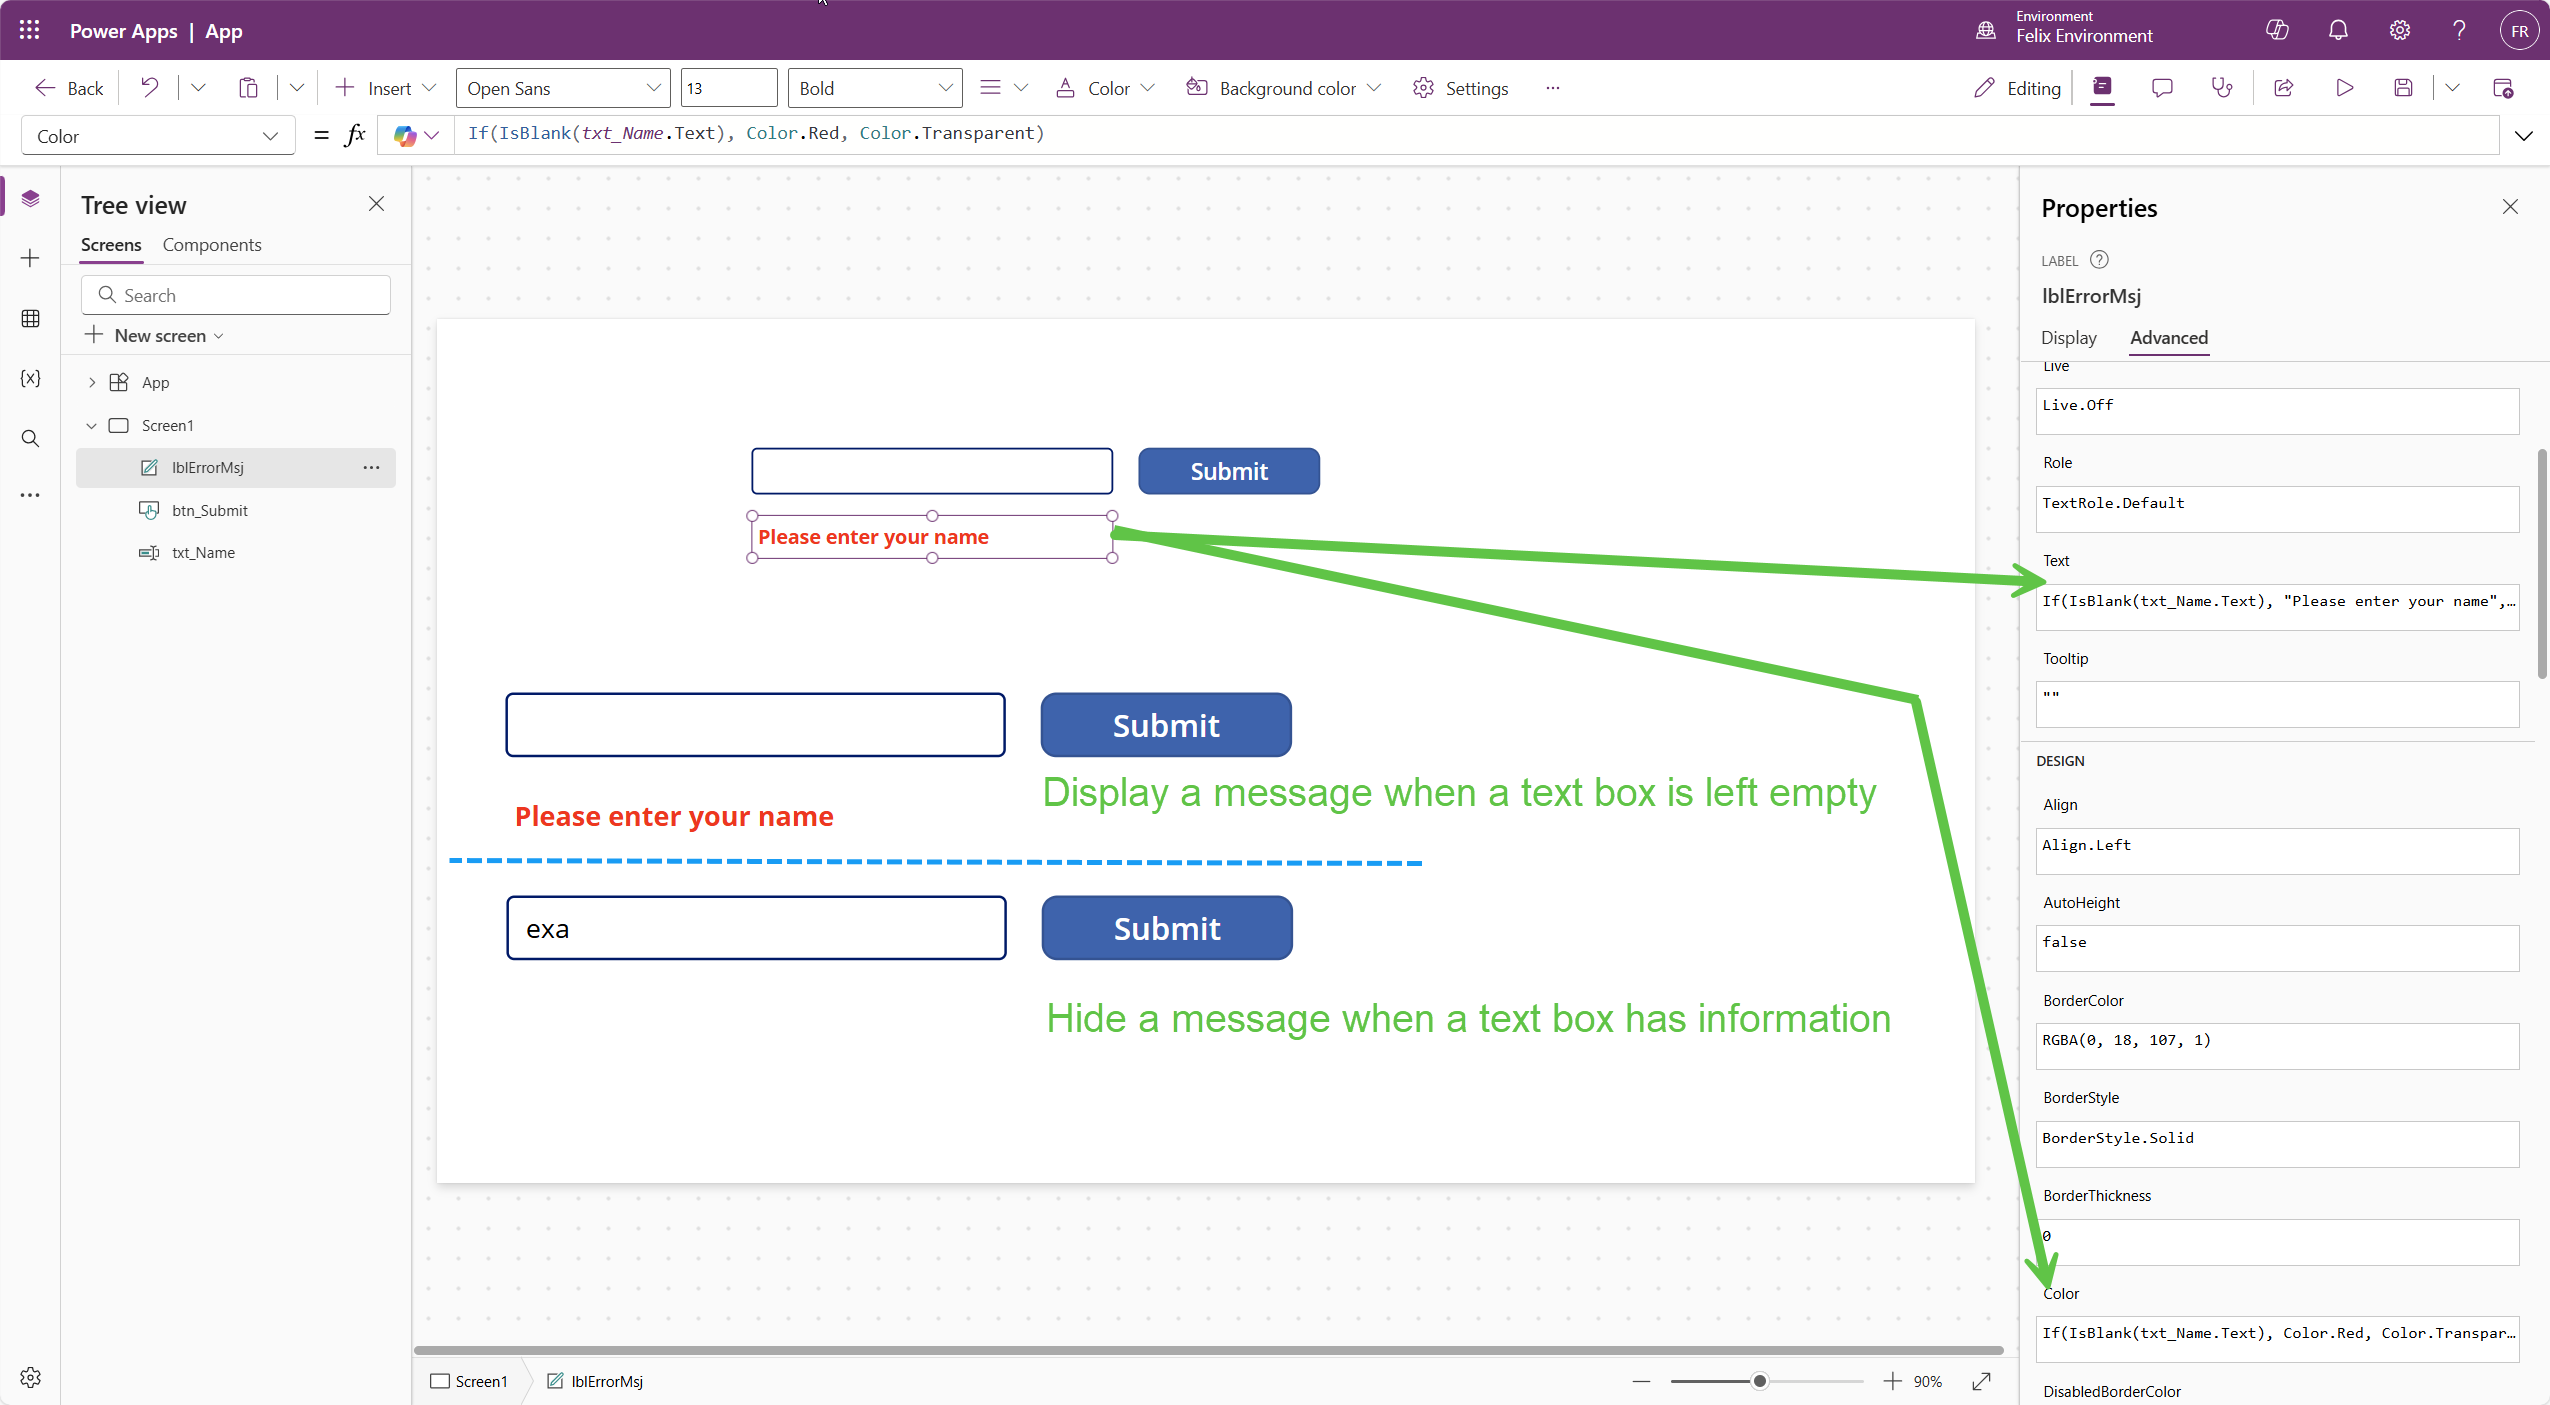 Power Apps | App
Environment
Felix Environment
FR
Back
Insert
Open Sans
13
Bold
Color
Background color
Settings
Editing
Color
= fx
If(IsBlank(txt_Name.Text), Color.Red, Color.Transparent)
Tree view
Screens
Components
Search
New screen
App
Screen1
lblErrorMsj
btn_Submit
txt_Name
Submit
Please enter your name
Submit
Display a message when a text box is left empty
Please enter your name
exa
Submit
Hide a message when a text box has information
Screen1
lblErrorMsj
90%
Properties
LABEL
lblErrorMsj
Display
Advanced
Live
Live.Off
Role
TextRole.Default
Text
If(IsBlank(txt_Name.Text), "Please enter your name",...
Tooltip
""
DESIGN
Align
Align.Left
AutoHeight
false
BorderColor
RGBA(0, 18, 107, 1)
BorderStyle
BorderStyle.Solid
BorderThickness
0
Color
If(IsBlank(txt_Name.Text), Color.Red, Color.Transpar...
DisabledBorderColor